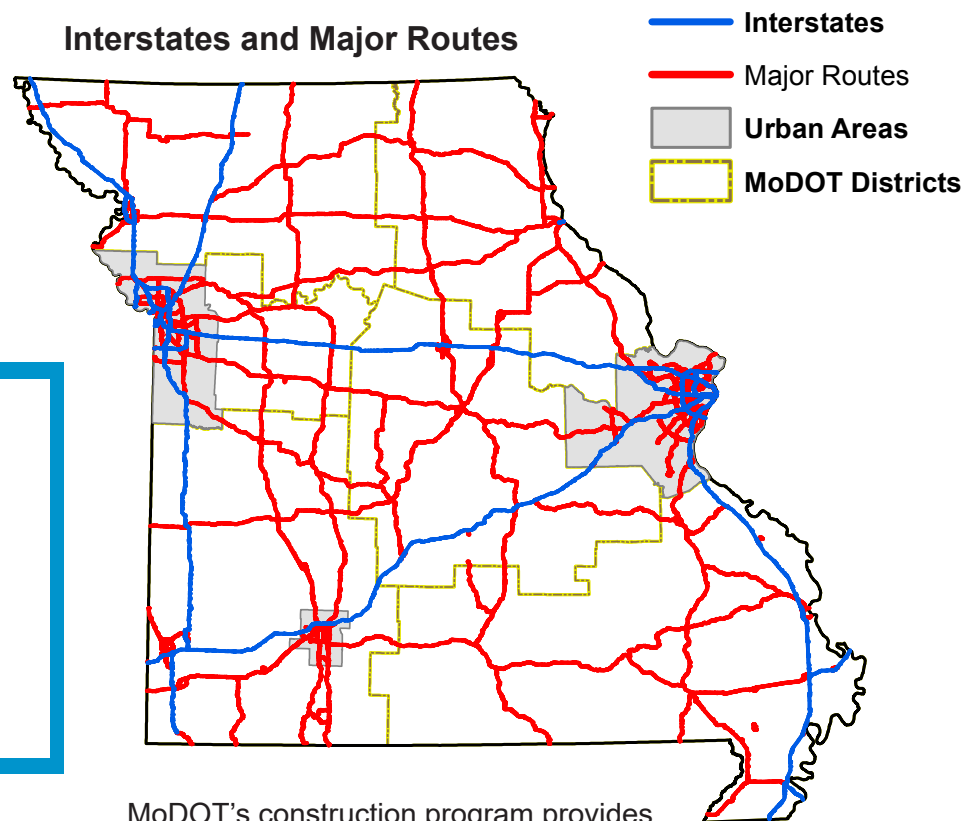 Interstates and Major Routes
Interstates
Major Routes
Urban Areas
MoDOT Districts
MoDOT’s construction program provides